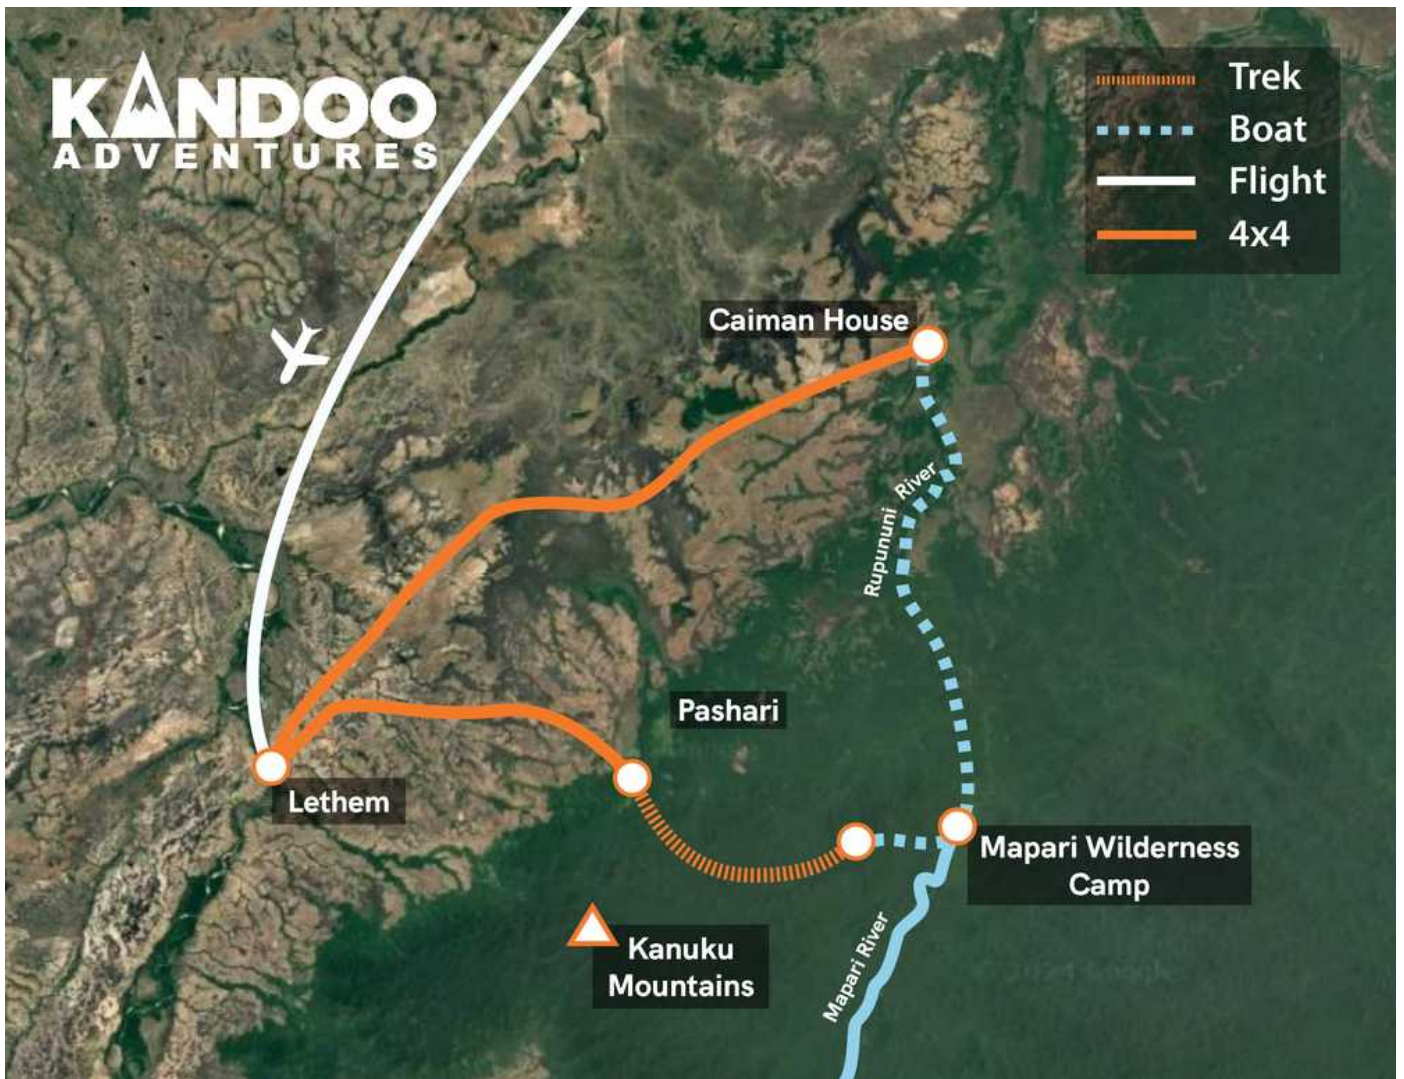 KANDOO
ADVENTURES
Trek
Boat
Flight
4x4
Caiman House
Rupununi River
Pashari
Lethem
Mapari Wilderness
Camp
Kanuku
Mountains
Mapari River